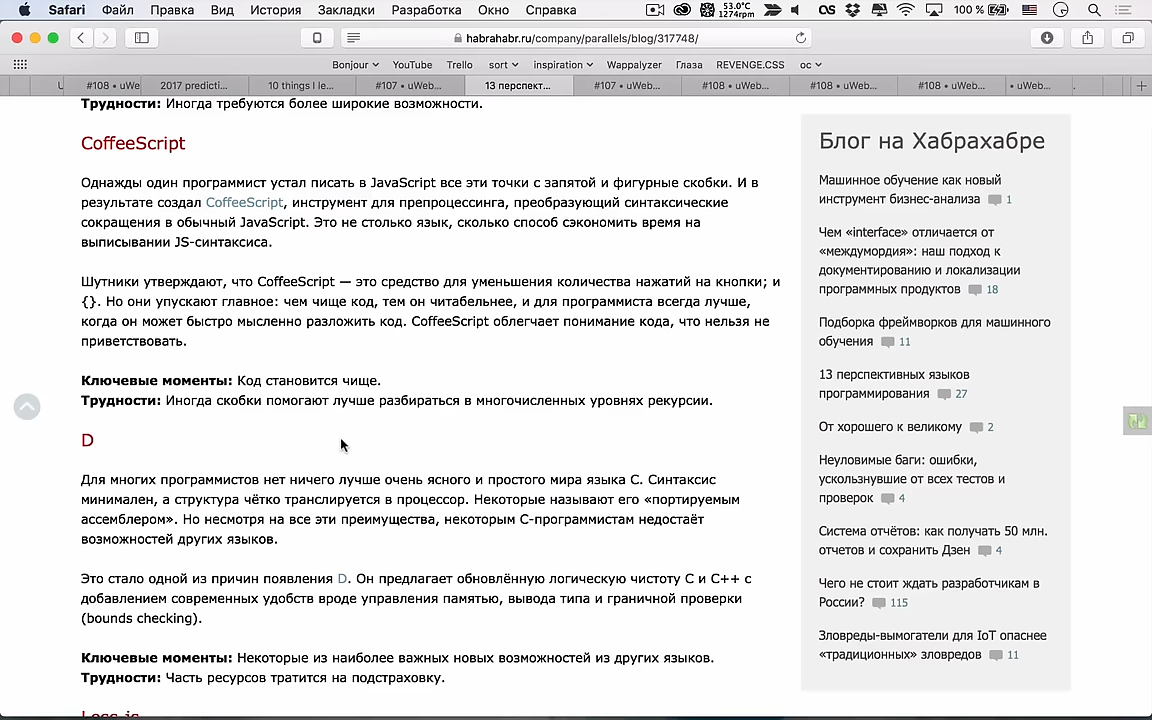 Safari Файл Правка Вид История Закладки Разработка Окно Справка 53.0°C 1274rpm 100 %
habrahabr.ru/company/parallels/blog/317748/
Bonjour YouTube Trello sort inspiration Wappalyzer Глаза REVENGE.CSS ос
#108 • uWe 2017 predicti... 10 things I le... #107 • uWeb... 13 перспект... #107 • uWeb... #108 • uWeb... #108 • uWeb... #108 • uWeb... • uWeb...
Трудности: Иногда требуются более широкие возможности.
CoffeeScript
Однажды один программист устал писать в JavaScript все эти точки с запятой и фигурные скобки. И в
результате создал CoffeeScript, инструмент для препроцессинга, преобразующий синтаксические
сокращения в обычный JavaScript. Это не столько язык, сколько способ сэкономить время на
выписывании JS-синтаксиса.
Шутники утверждают, что CoffeeScript — это средство для уменьшения количества нажатий на кнопки; и
{}. Но они упускают главное: чем чище код, тем он читабельнее, и для программиста всегда лучше,
когда он может быстро мысленно разложить код. CoffeeScript облегчает понимание кода, что нельзя не
приветствовать.
Ключевые моменты: Код становится чище.
Трудности: Иногда скобки помогают лучше разбираться в многочисленных уровнях рекурсии.
D
Для многих программистов нет ничего лучше очень ясного и простого мира языка С. Синтаксис
минимален, а структура чётко транслируется в процессор. Некоторые называют его «портируемым
ассемблером». Но несмотря на все эти преимущества, некоторым С-программистам недостаёт
возможностей других языков.
Это стало одной из причин появления D. Он предлагает обновлённую логическую чистоту С и С++ с
добавлением современных удобств вроде управления памятью, вывода типа и граничной проверки
(bounds checking).
Ключевые моменты: Некоторые из наиболее важных новых возможностей из других языков.
Трудности: Часть ресурсов тратится на подстраховку.
Less.js
Блог на Хабрахабре
Машинное обучение как новый
инструмент бизнес-анализа 1
Чем «interface» отличается от
«междумордия»: наш подход к
документированию и локализации
программных продуктов 18
Подборка фреймворков для машинного
обучения 11
13 перспективных языков
программирования 27
От хорошего к великому 2
Неуловимые баги: ошибки,
ускользнувшие от всех тестов и
проверок 4
Система отчётов: как получать 50 млн.
отчетов и сохранить Дзен 4
Чего не стоит ждать разработчикам в
России? 115
Зловреды-вымогатели для IoT опаснее
«традиционных» зловредов 11